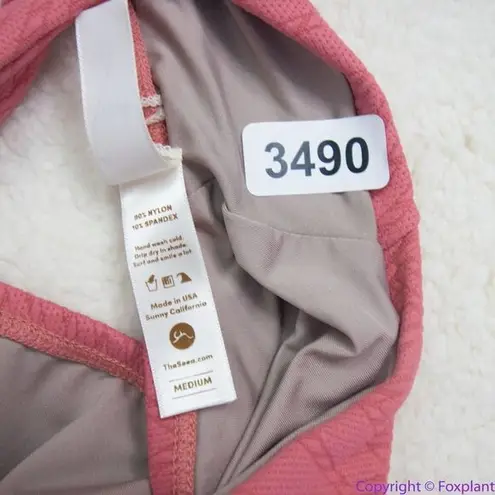 3490
90% NYLON
10% SPANDEX
Hand wash cold.
Drip dry in shade.
Surf and smile a lot.
Made in USA
Sunny California
TheSeea.com
MEDIUM
Copyright © Foxplant